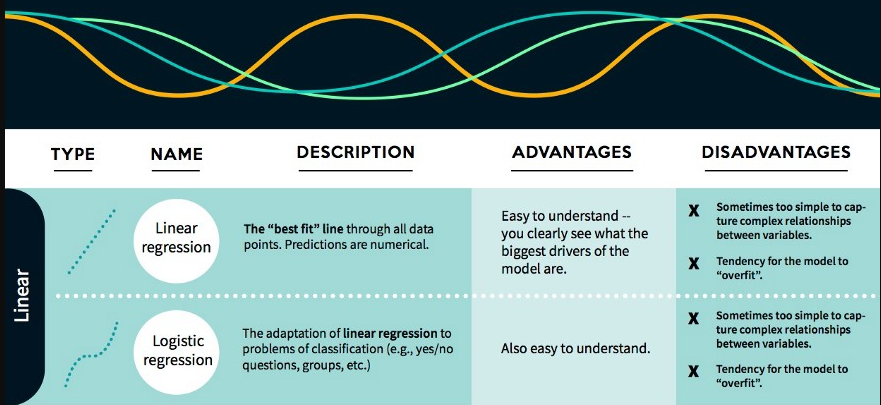 TYPE NAME DESCRIPTION ADVANTAGES DISADVANTAGES
Linear
Linear
regression
The “best fit” line through all data
points. Predictions are numerical.
Easy to understand --
you clearly see what the
biggest drivers of the
model are.
X Sometimes too simple to cap-
ture complex relationships
between variables.
X Tendency for the model to
“overfit”.
Logistic
regression
The adaptation of linear regression to
problems of classification (e.g., yes/no
questions, groups, etc.)
Also easy to understand.
X Sometimes too simple to cap-
ture complex relationships
between variables.
X Tendency for the model to
“overfit”.